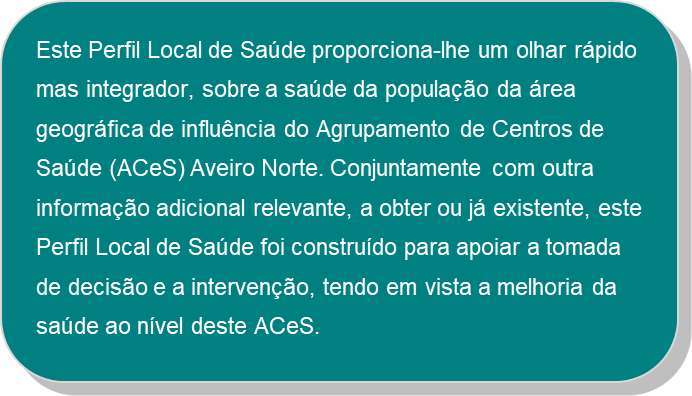 Este Perfil Local de Saúde proporciona-lhe um olhar rápido
mas integrador, sobre a saúde da população da área
geográfica de influência do Agrupamento de Centros de
Saúde (ACeS) Aveiro Norte. Conjuntamente com outra
informação adicional relevante, a obter ou já existente, este
Perfil Local de Saúde foi construído para apoiar a tomada
de decisão e a intervenção, tendo em vista a melhoria da
saúde ao nível deste ACeS.